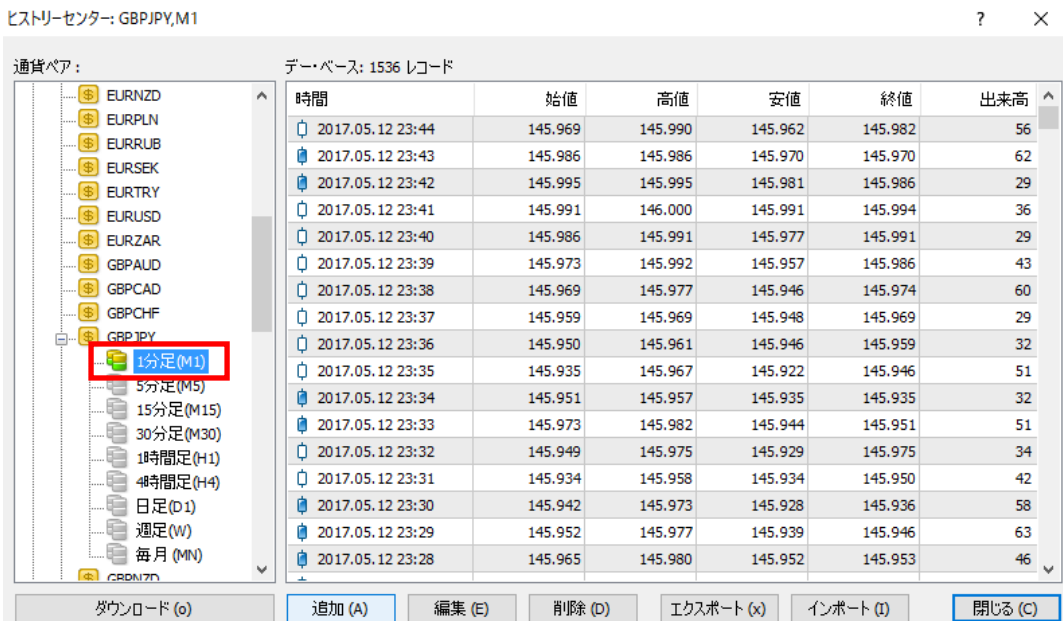 ヒストリーセンター: GBPJPY,M1 ? ×
通貨ペア:
デー・ベース: 1536 レコード
EURNZD
EURPLN
EURRUB
EURSEK
EURTRY
EURUSD
EURZAR
GBPAUD
GBPCAD
GBPCHF
GBPJPY
1分足(M1)
5分足(M5)
15分足(M15)
30分足(M30)
1時間足(H1)
4時間足(H4)
日足(D1)
週足(W)
毎月(MN)
GBPNZD
時間 始値 高値 安値 終値 出来高
2017.05.12 23:44 145.969 145.990 145.962 145.982 56
2017.05.12 23:43 145.986 145.986 145.970 145.970 62
2017.05.12 23:42 145.995 145.995 145.981 145.986 29
2017.05.12 23:41 145.991 146.000 145.991 145.994 36
2017.05.12 23:40 145.986 145.991 145.977 145.991 29
2017.05.12 23:39 145.973 145.992 145.957 145.986 43
2017.05.12 23:38 145.969 145.977 145.946 145.974 60
2017.05.12 23:37 145.959 145.969 145.948 145.969 29
2017.05.12 23:36 145.950 145.961 145.946 145.959 32
2017.05.12 23:35 145.935 145.967 145.922 145.946 51
2017.05.12 23:34 145.951 145.957 145.935 145.935 32
2017.05.12 23:33 145.973 145.982 145.944 145.951 51
2017.05.12 23:32 145.949 145.975 145.929 145.975 34
2017.05.12 23:31 145.934 145.958 145.934 145.950 42
2017.05.12 23:30 145.942 145.973 145.928 145.936 58
2017.05.12 23:29 145.952 145.977 145.939 145.946 63
2017.05.12 23:28 145.965 145.980 145.952 145.953 46
ダウンロード(o) 追加(A) 編集(E) 削除(D) エクスポート(x) インポート(I) 閉じる(C)